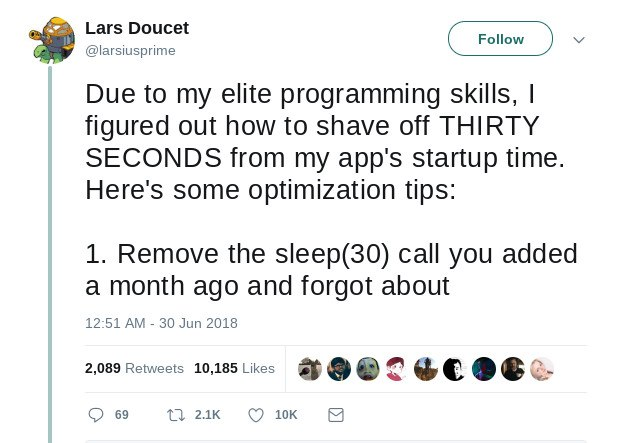 Lars Doucet
@larsiusprime
Follow
Due to my elite programming skills, I
figured out how to shave off THIRTY
SECONDS from my app's startup time.
Here's some optimization tips:
1. Remove the sleep(30) call you added
a month ago and forgot about
12:51 AM - 30 Jun 2018
2,089 Retweets 10,185 Likes
69 2.1K 10K